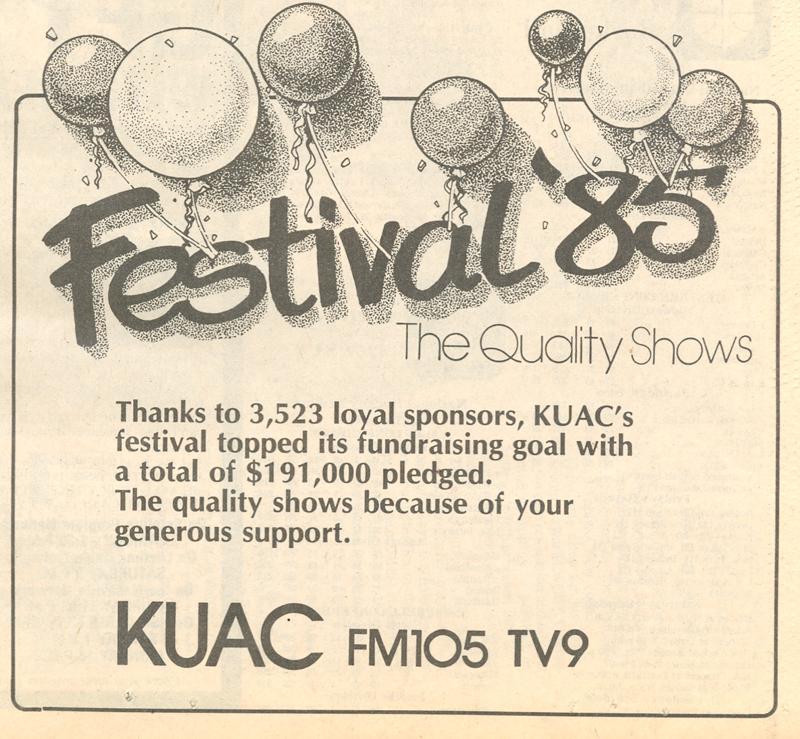 Festival '85
The Quality Shows
Thanks to 3,523 loyal sponsors, KUAC's
festival topped its fundraising goal with
a total of $191,000 pledged.
The quality shows because of your
generous support.
KUAC FM105 TV9